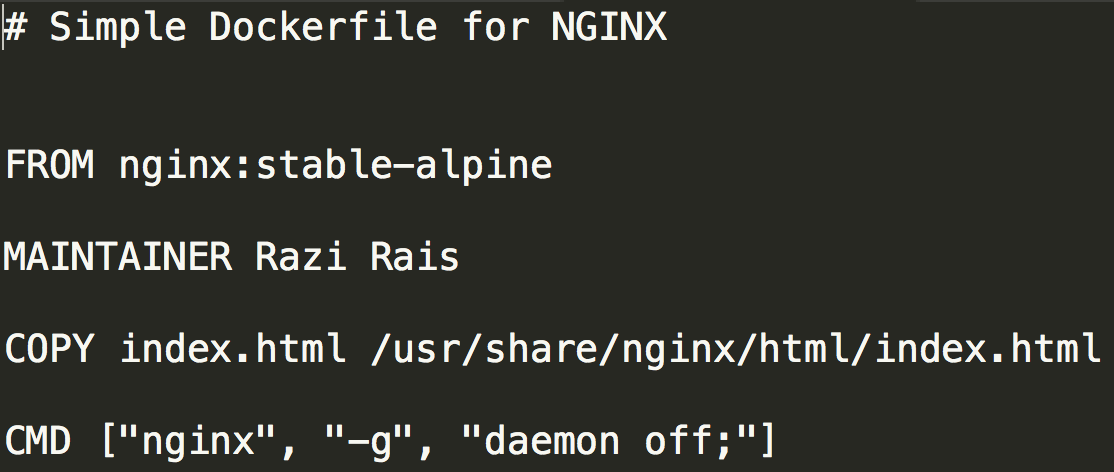 # Simple Dockerfile for NGINX
FROM nginx:stable-alpine
MAINTAINER Razi Rais
COPY index.html /usr/share/nginx/html/index.html
CMD ["nginx", "-g", "daemon off;"]